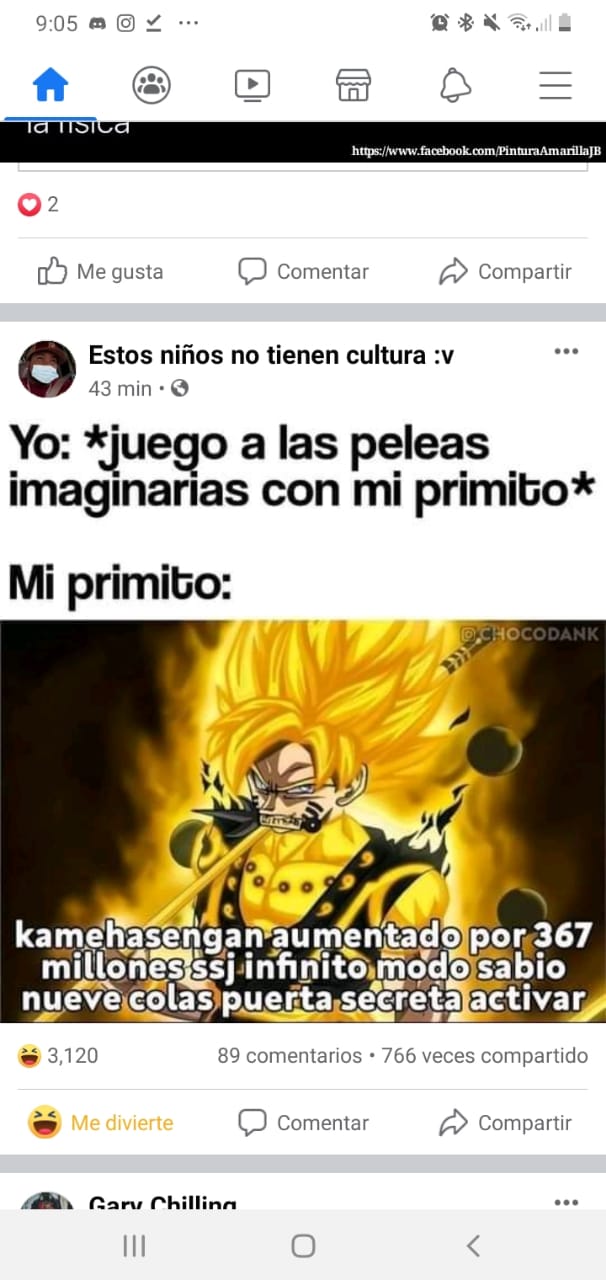 9:05
la física
https://www.facebook.com/PinturaAmarillaJB
2
Me gusta
Comentar
Compartir
Estos niños no tienen cultura :v
43 min
Yo: *juego a las peleas
imaginarias con mi primito*
Mi primito:
@CHOCODANK
kamehasengan aumentado por 367
millones ssj infinito modo sabio
nueve colas puerta secreta activar
3,120
89 comentarios • 766 veces compartido
Me divierte
Comentar
Compartir
Gary Chilling